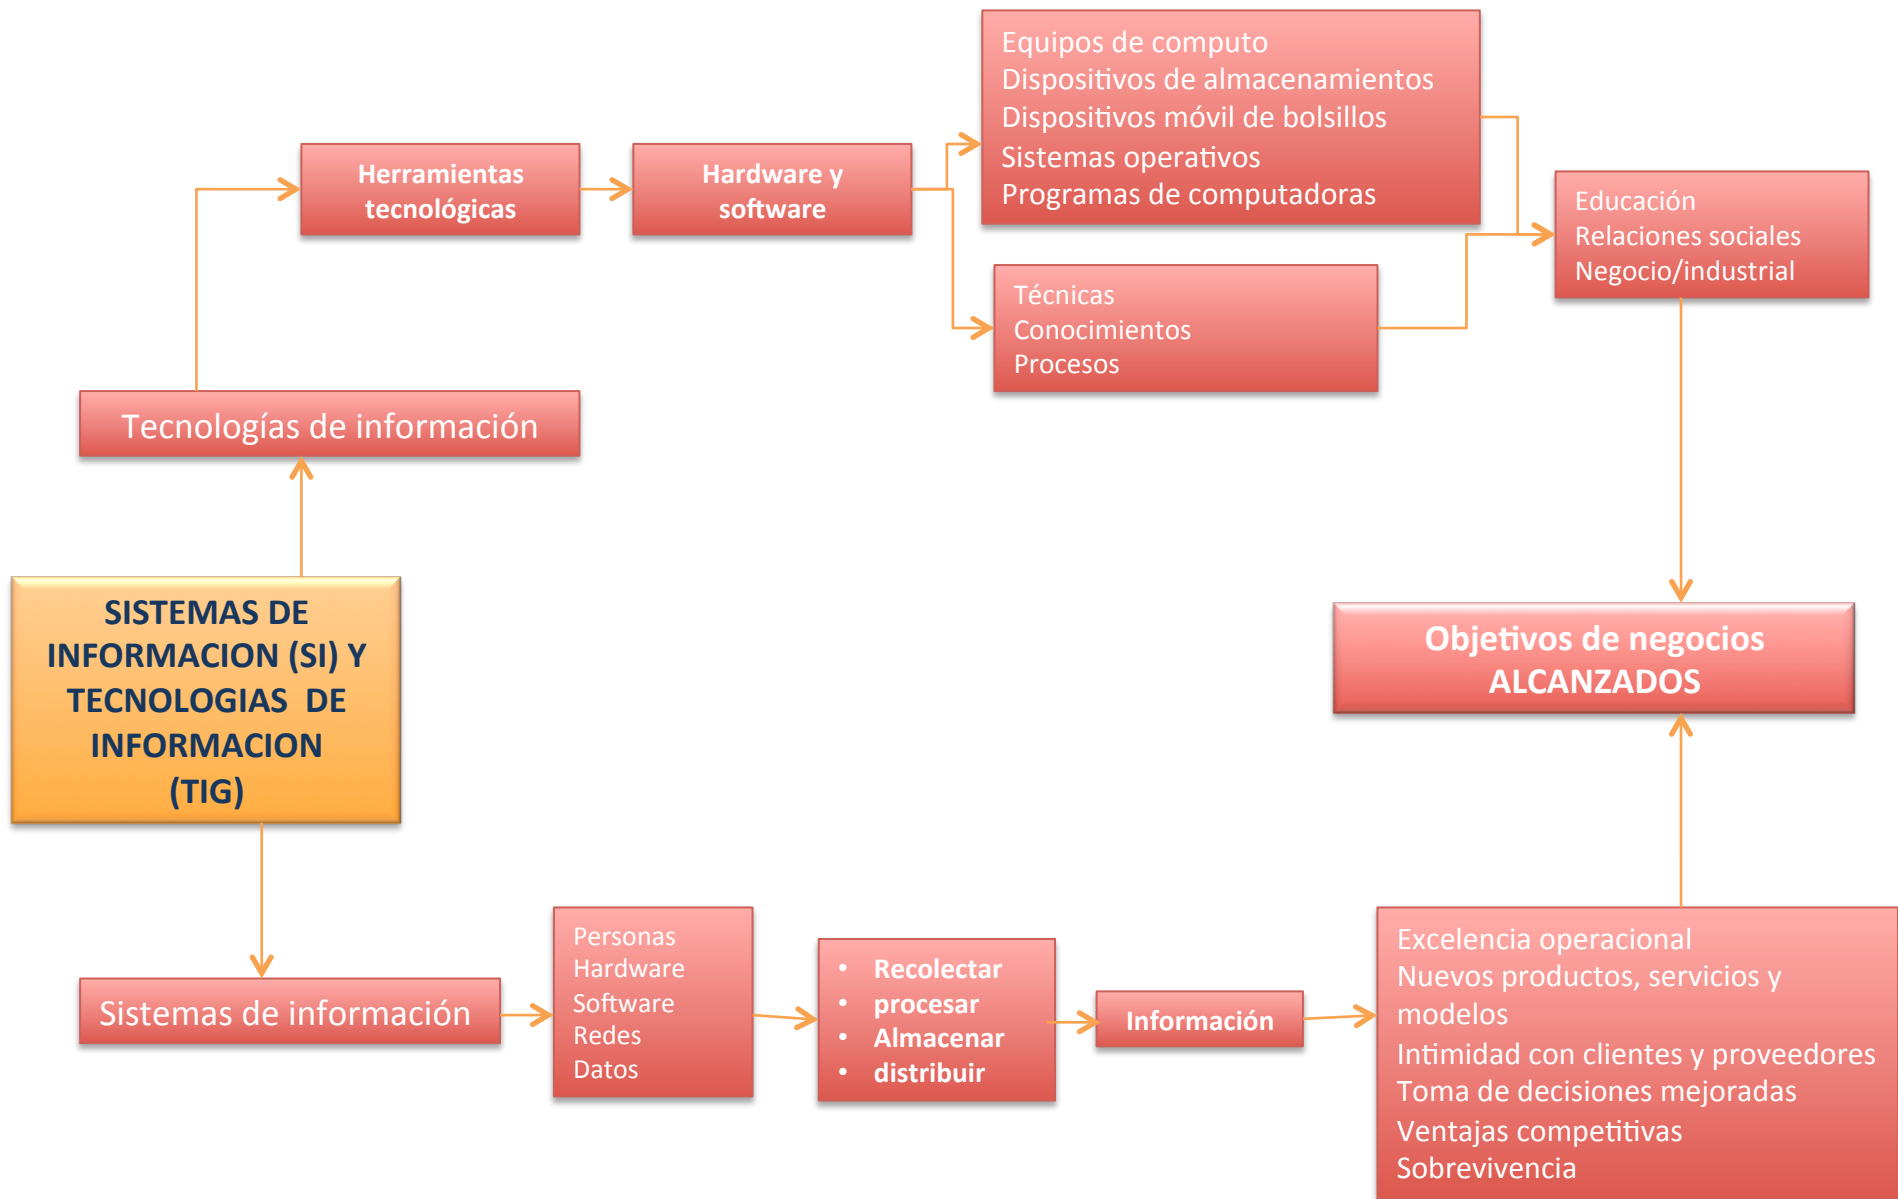 Equipos de computo
Dispositivos de almacenamientos
Dispositivos móvil de bolsillos
Sistemas operativos
Programas de computadoras
Herramientas
tecnológicas
Hardware y
software
Educación
Relaciones sociales
Negocio/industrial
Técnicas
Conocimientos
Procesos
Tecnologías de información
SISTEMAS DE
INFORMACION (SI) Y
TECNOLOGIAS DE
INFORMACION
(TIG)
Objetivos de negocios
ALCANZADOS
Sistemas de información
Personas
Hardware
Software
Redes
Datos
• Recolectar
• procesar
• Almacenar
• distribuir
Información
Excelencia operacional
Nuevos productos, servicios y
modelos
Intimidad con clientes y proveedores
Toma de decisiones mejoradas
Ventajas competitivas
Sobrevivencia